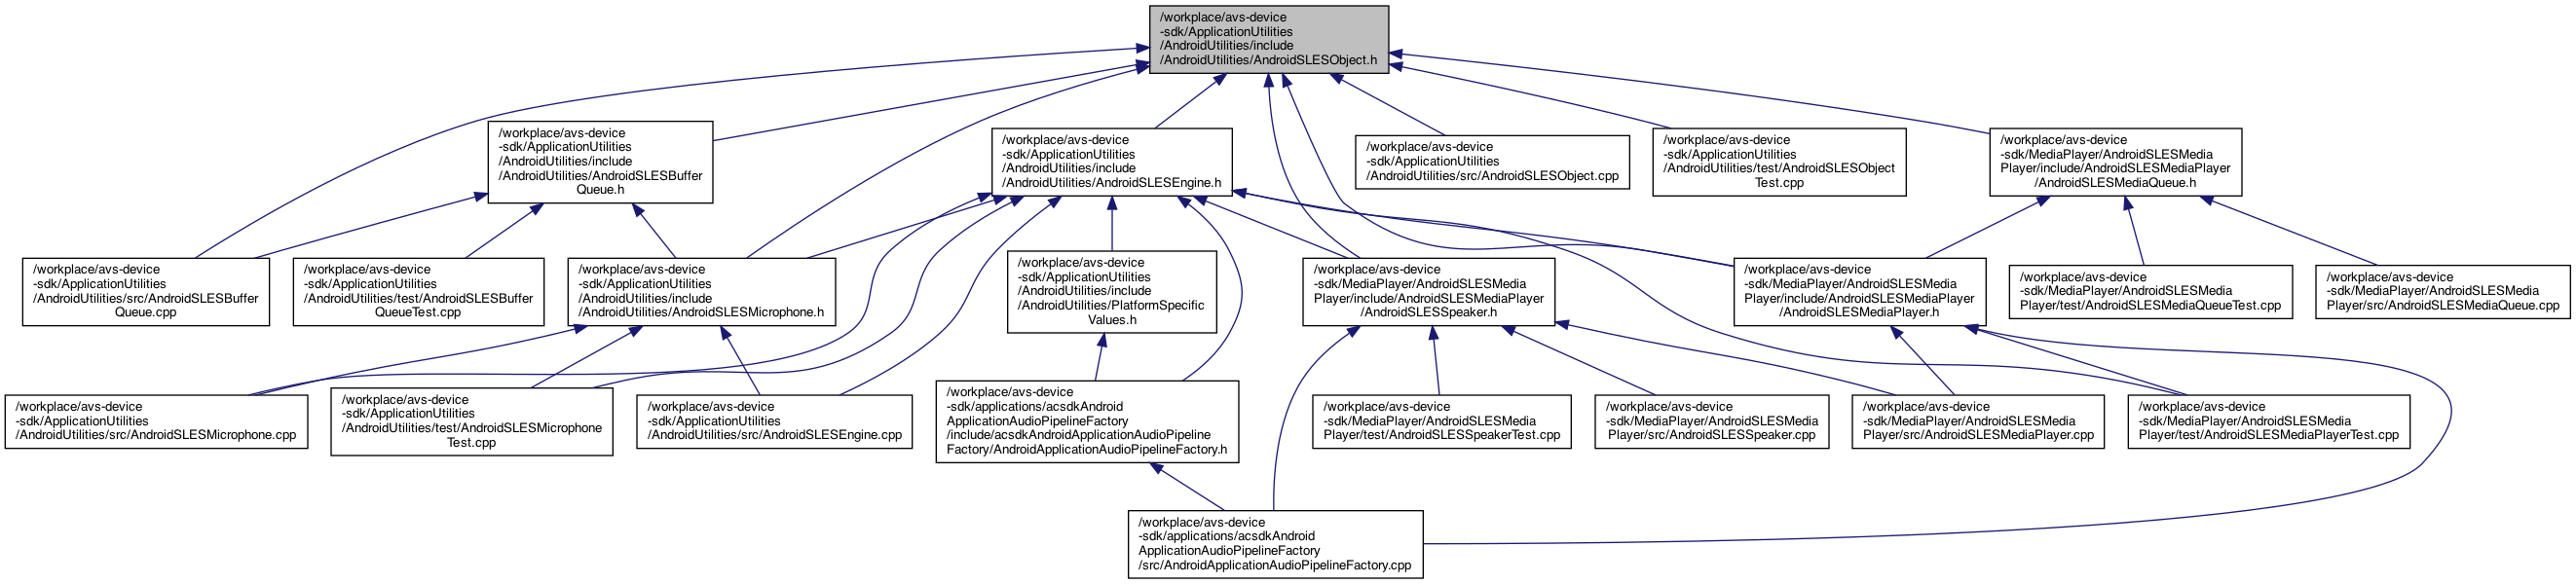 /workplace/avs-device
-sdk/ApplicationUtilities
/AndroidUtilities/include
/AndroidUtilities/AndroidSLESObject.h
/workplace/avs-device
-sdk/ApplicationUtilities
/AndroidUtilities/include
/AndroidUtilities/AndroidSLESBuffer
Queue.h
/workplace/avs-device
-sdk/ApplicationUtilities
/AndroidUtilities/include
/AndroidUtilities/AndroidSLESEngine.h
/workplace/avs-device
-sdk/ApplicationUtilities
/AndroidUtilities/src/AndroidSLESObject.cpp
/workplace/avs-device
-sdk/ApplicationUtilities
/AndroidUtilities/test/AndroidSLESObject
Test.cpp
/workplace/avs-device
-sdk/MediaPlayer/AndroidSLESMedia
Player/include/AndroidSLESMediaPlayer
/AndroidSLESMediaQueue.h
/workplace/avs-device
-sdk/ApplicationUtilities
/AndroidUtilities/src/AndroidSLESBuffer
Queue.cpp
/workplace/avs-device
-sdk/ApplicationUtilities
/AndroidUtilities/test/AndroidSLESBuffer
QueueTest.cpp
/workplace/avs-device
-sdk/ApplicationUtilities
/AndroidUtilities/include
/AndroidUtilities/AndroidSLESMicrophone.h
/workplace/avs-device
-sdk/ApplicationUtilities
/AndroidUtilities/include
/AndroidUtilities/PlatformSpecific
Values.h
/workplace/avs-device
-sdk/MediaPlayer/AndroidSLESMedia
Player/include/AndroidSLESMediaPlayer
/AndroidSLESSpeaker.h
/workplace/avs-device
-sdk/MediaPlayer/AndroidSLESMedia
Player/include/AndroidSLESMediaPlayer
/AndroidSLESMediaPlayer.h
/workplace/avs-device
-sdk/MediaPlayer/AndroidSLESMedia
Player/test/AndroidSLESMediaQueueTest.cpp
/workplace/avs-device
-sdk/MediaPlayer/AndroidSLESMedia
Player/src/AndroidSLESMediaQueue.cpp
/workplace/avs-device
-sdk/ApplicationUtilities
/AndroidUtilities/src/AndroidSLESMicrophone.cpp
/workplace/avs-device
-sdk/ApplicationUtilities
/AndroidUtilities/test/AndroidSLESMicrophone
Test.cpp
/workplace/avs-device
-sdk/ApplicationUtilities
/AndroidUtilities/src/AndroidSLESEngine.cpp
/workplace/avs-device
-sdk/applications/acsdkAndroid
ApplicationAudioPipelineFactory
/include/acsdkAndroidApplicationAudioPipeline
Factory/AndroidApplicationAudioPipelineFactory.h
/workplace/avs-device
-sdk/MediaPlayer/AndroidSLESMedia
Player/test/AndroidSLESSpeakerTest.cpp
/workplace/avs-device
-sdk/MediaPlayer/AndroidSLESMedia
Player/src/AndroidSLESSpeaker.cpp
/workplace/avs-device
-sdk/MediaPlayer/AndroidSLESMedia
Player/src/AndroidSLESMediaPlayer.cpp
/workplace/avs-device
-sdk/MediaPlayer/AndroidSLESMedia
Player/test/AndroidSLESMediaPlayerTest.cpp
/workplace/avs-device
-sdk/applications/acsdkAndroid
ApplicationAudioPipelineFactory
/src/AndroidApplicationAudioPipelineFactory.cpp